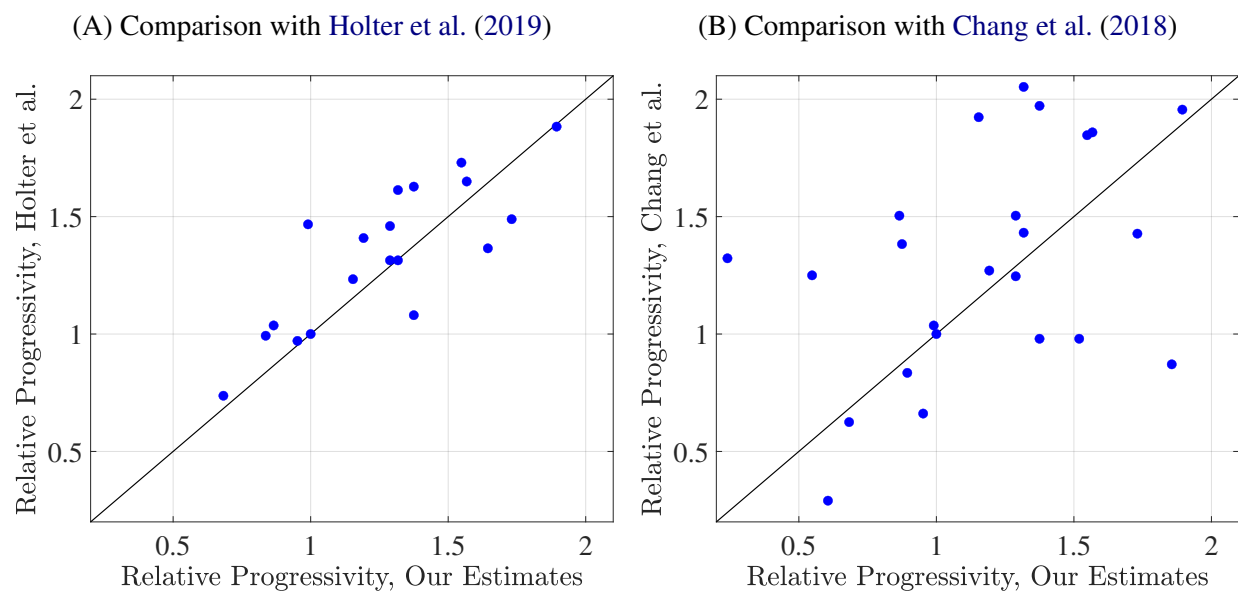 (A) Comparison with Holter et al. (2019)
Relative Progressivity, Holter et al.
2
1.5
1
0.5
0.5 1 1.5 2
Relative Progressivity, Our Estimates
(B) Comparison with Chang et al. (2018)
Relative Progressivity, Chang et al.
2
1.5
1
0.5
0.5 1 1.5 2
Relative Progressivity, Our Estimates